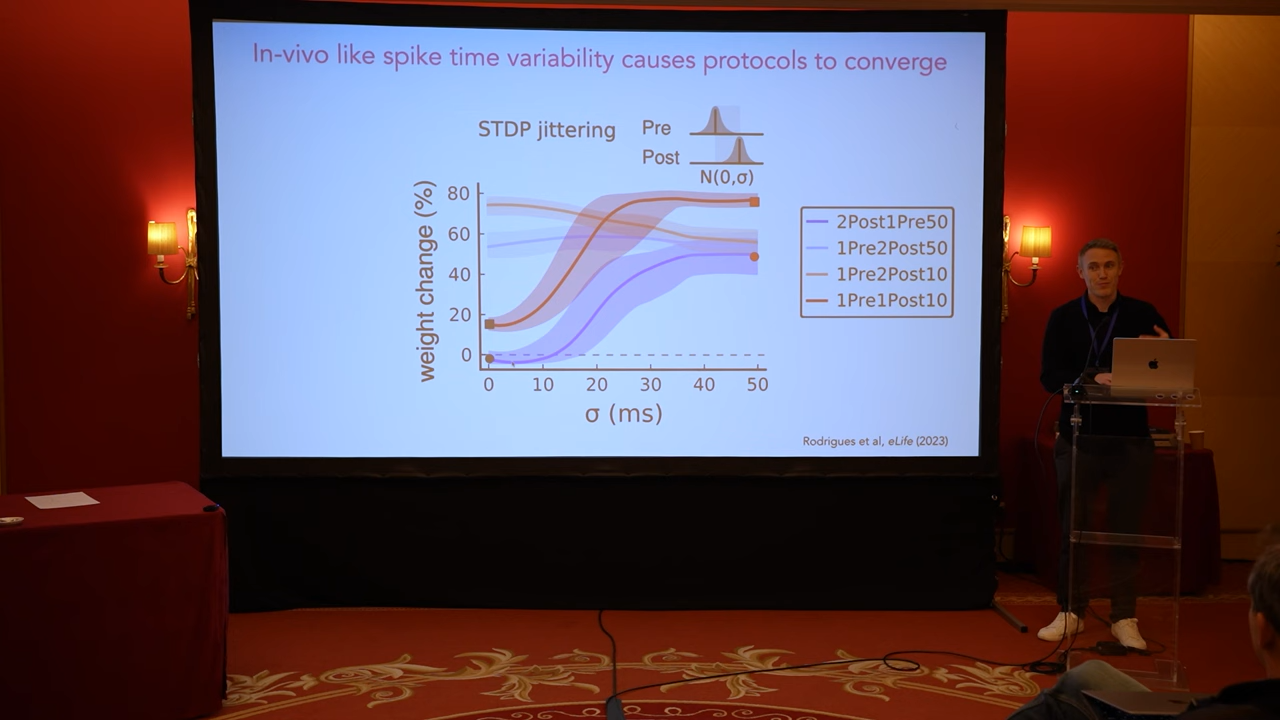 In-vivo like spike time variability causes protocols to converge
STDP jittering
Pre
Post
N(0,σ)
weight change (%)
80
60
40
20
0
0 10 20 30 40 50
σ (ms)
2Post1Pre50
1Pre2Post50
1Pre2Post10
1Pre1Post10
Rodrigues et al, eLife (2023)